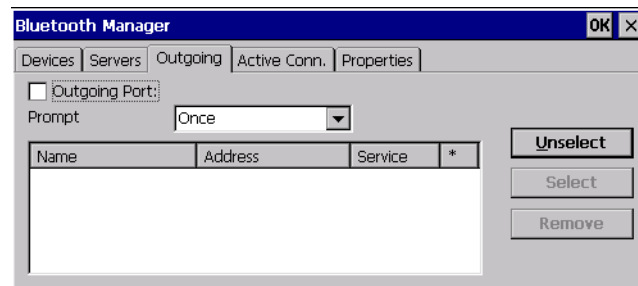 Bluetooth Manager OK ×
Devices Servers Outgoing Active Conn. Properties
Outgoing Port:
Prompt Once
Name Address Service *
Unselect
Select
Remove